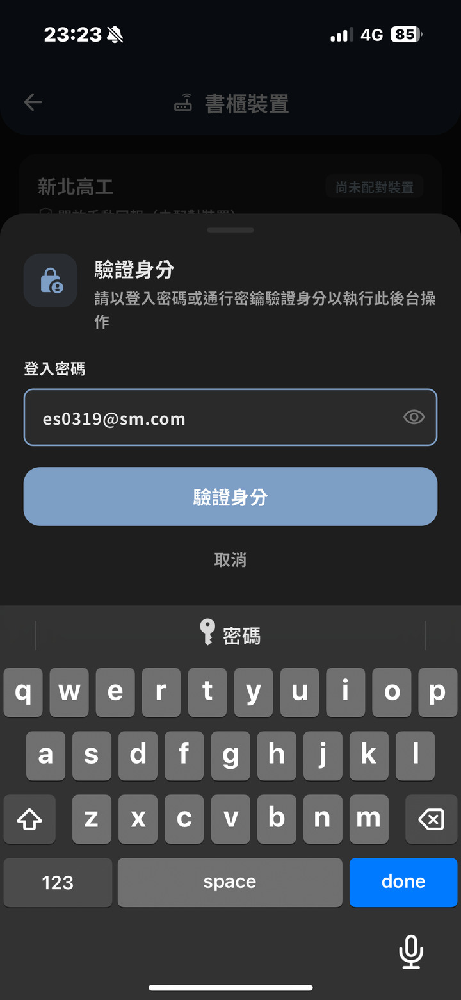 23:23
4G
85
書櫃裝置
新北高工
尚未配對裝置
驗證身分
請以登入密碼或通行密鑰驗證身分以執行此後台操
作
登入密碼
es0319@sm.com
驗證身分
取消
密碼
q w e r t y u i o p
a s d f g h j k l
z x c v b n m
123 space done